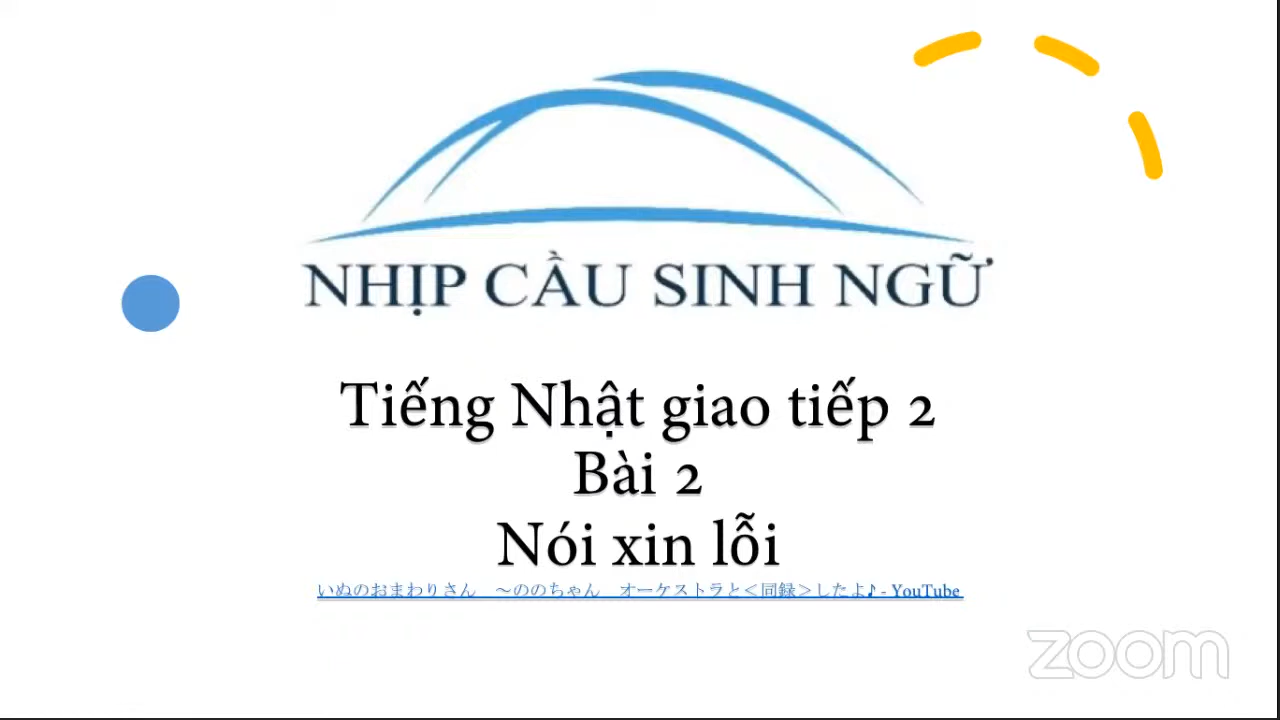 NHỊP CẦU SINH NGỮ
Tiếng Nhật giao tiếp 2
Bài 2
Nói xin lỗi
いぬのおまわりさん　～ののちゃん　オーケストラと＜同録＞したよ♪ - YouTube
zoom